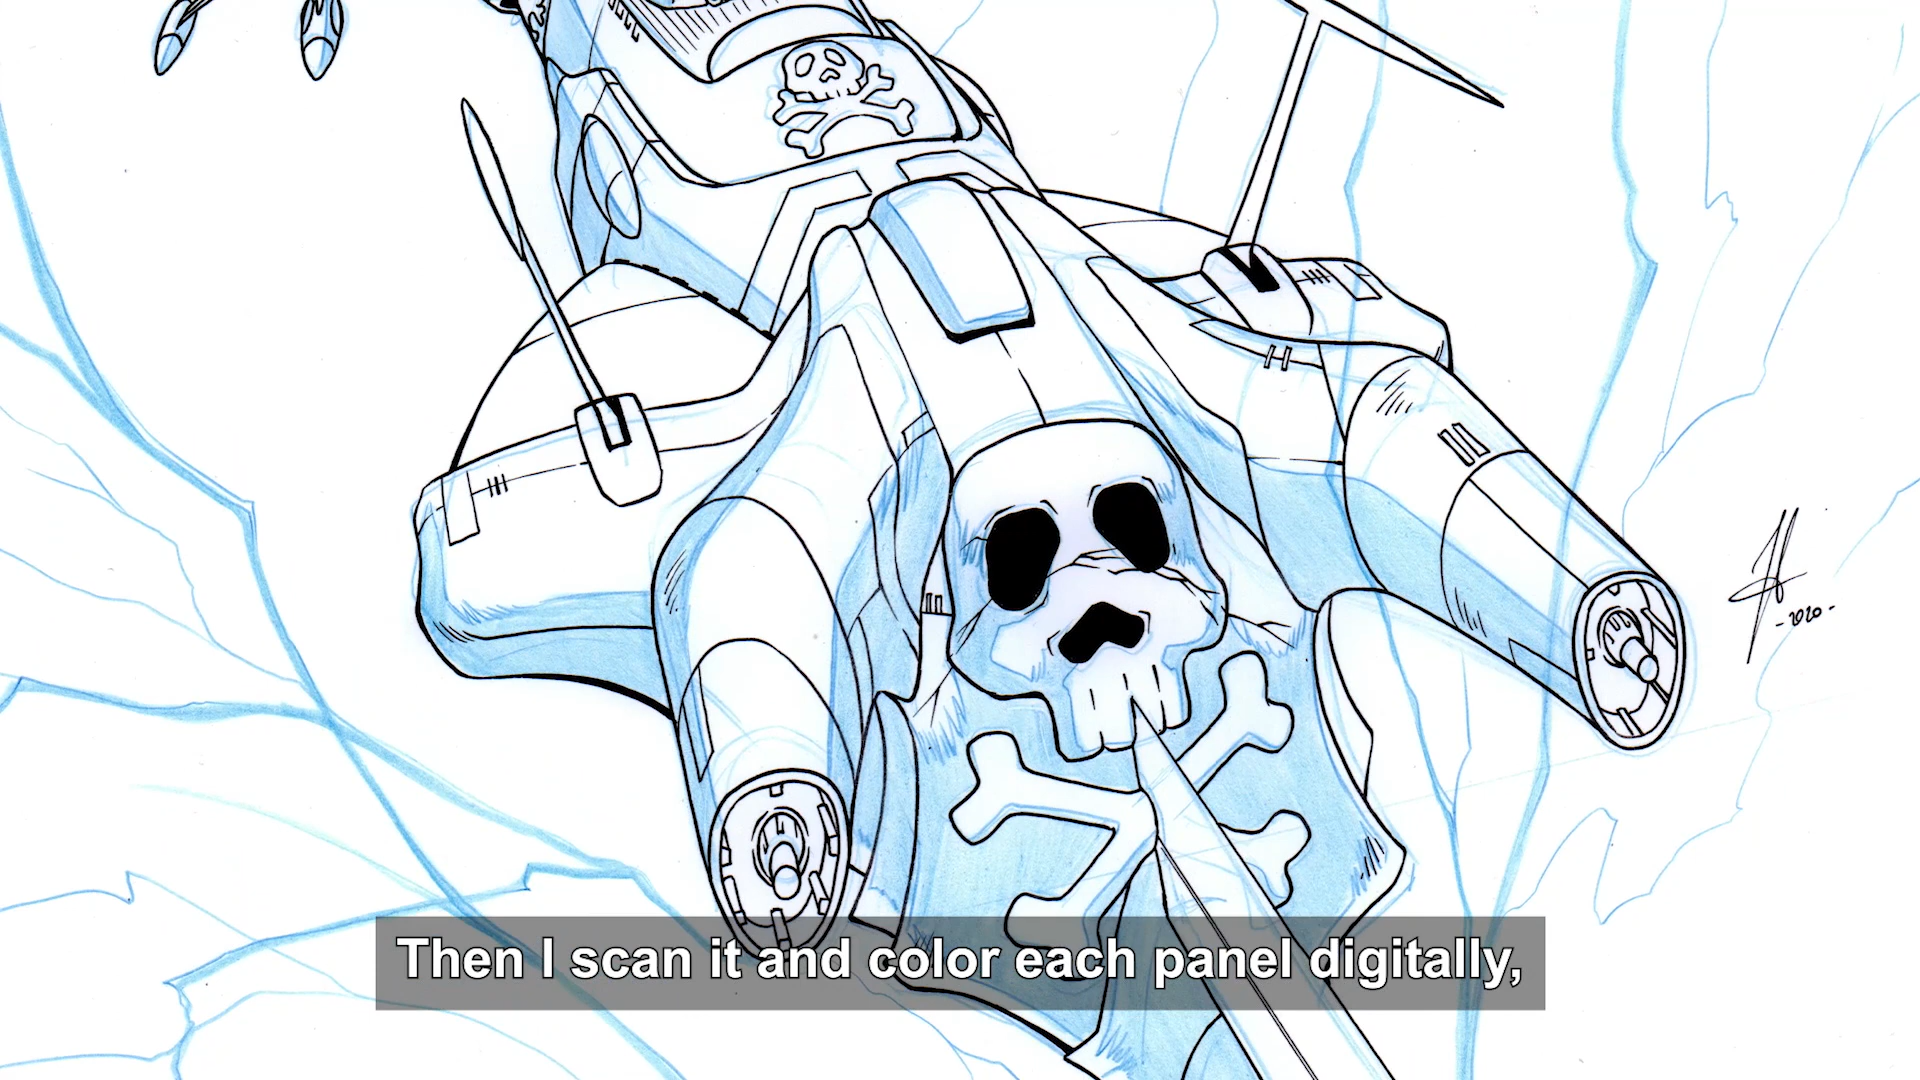 -2020-
Then I scan it and color each panel digitally,